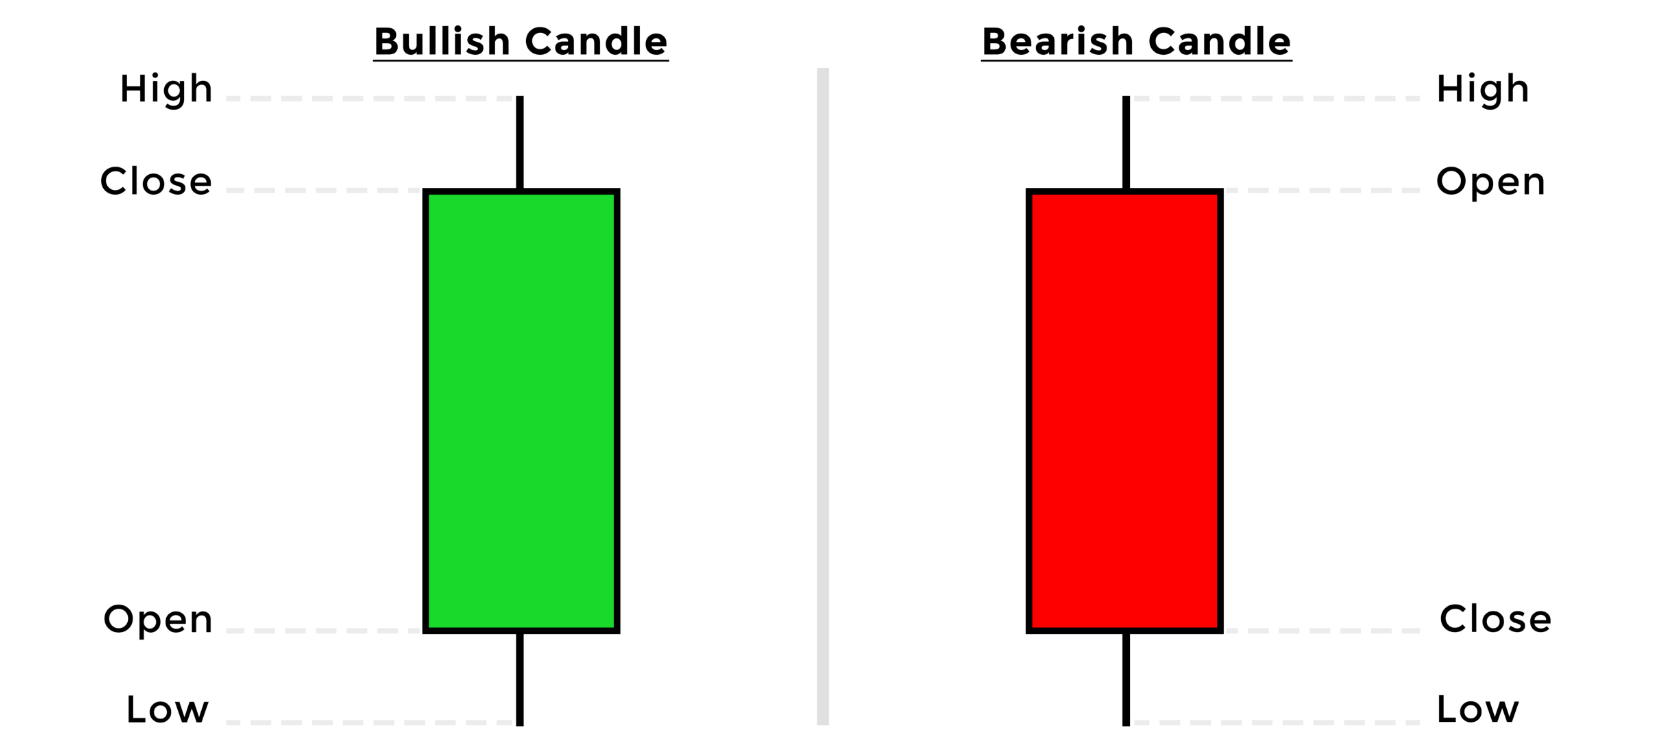 Bullish Candle
High
Close
Open
Low
Bearish Candle
High
Open
Close
Low